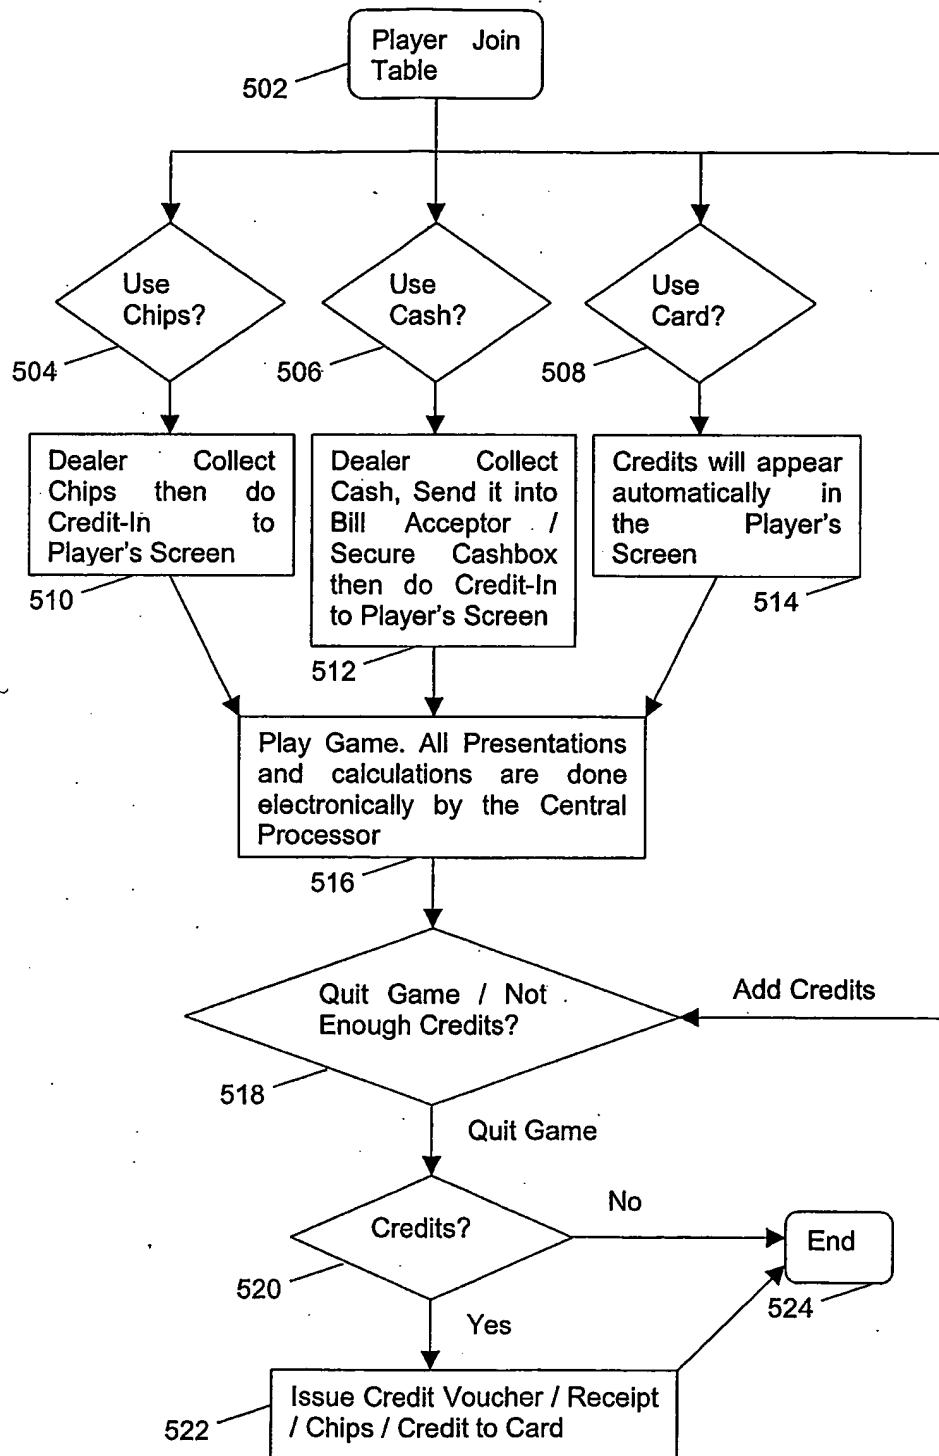 Player Join
Table
502
Use
Chips?
504
Use
Cash?
506
Use
Card?
508
Dealer Collect
Chips then do
Credit-In to
Player's Screen
510
Dealer Collect
Cash, Send it into
Bill Acceptor /
Secure Cashbox
then do Credit-In
to Player's Screen
512
Credits will appear
automatically in
the Player's
Screen
514
Play Game. All Presentations
and calculations are done
electronically by the Central
Processor
516
Quit Game / Not
Enough Credits?
518
Add Credits
Quit Game
Credits?
520
No
End
524
Yes
Issue Credit Voucher / Receipt
/ Chips / Credit to Card
522